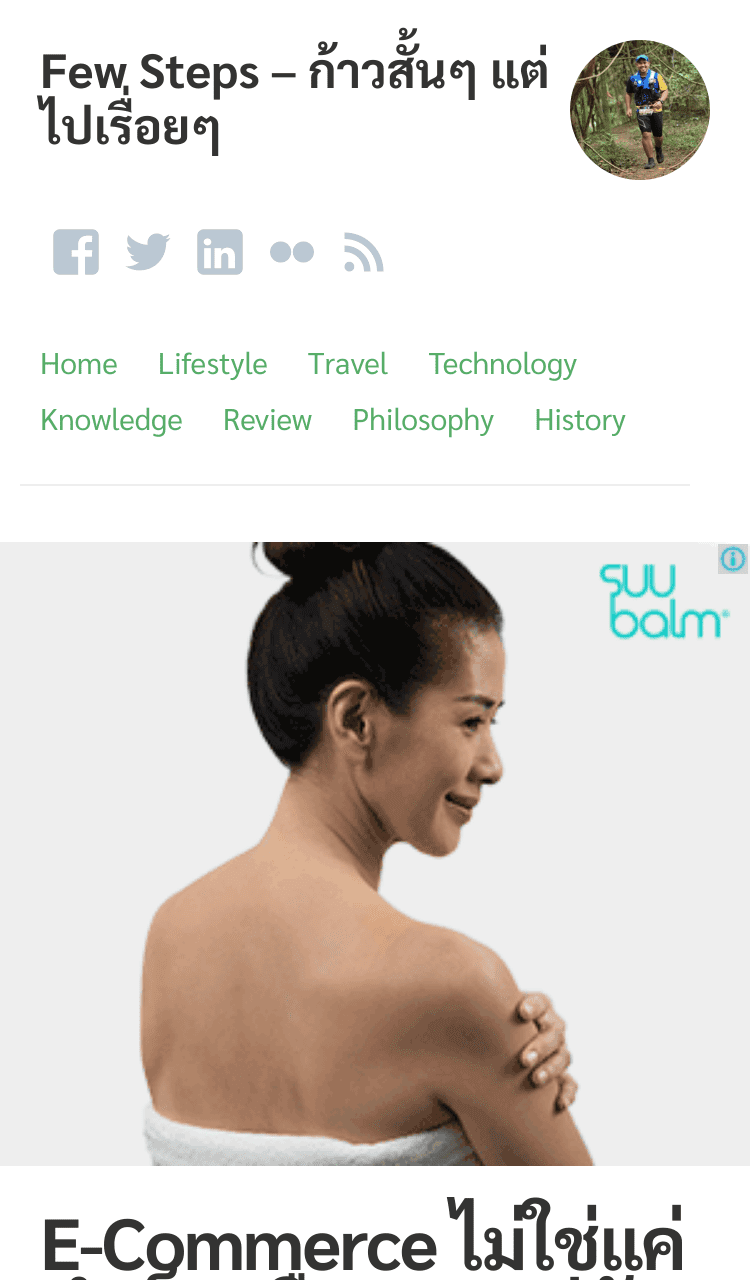 Few Steps – ก้าวสั้นๆ แต่
ไปเรื่อยๆ
Home Lifestyle Travel Technology
Knowledge Review Philosophy History
suu
balm
E-Commerce ไม่ใช่แค่